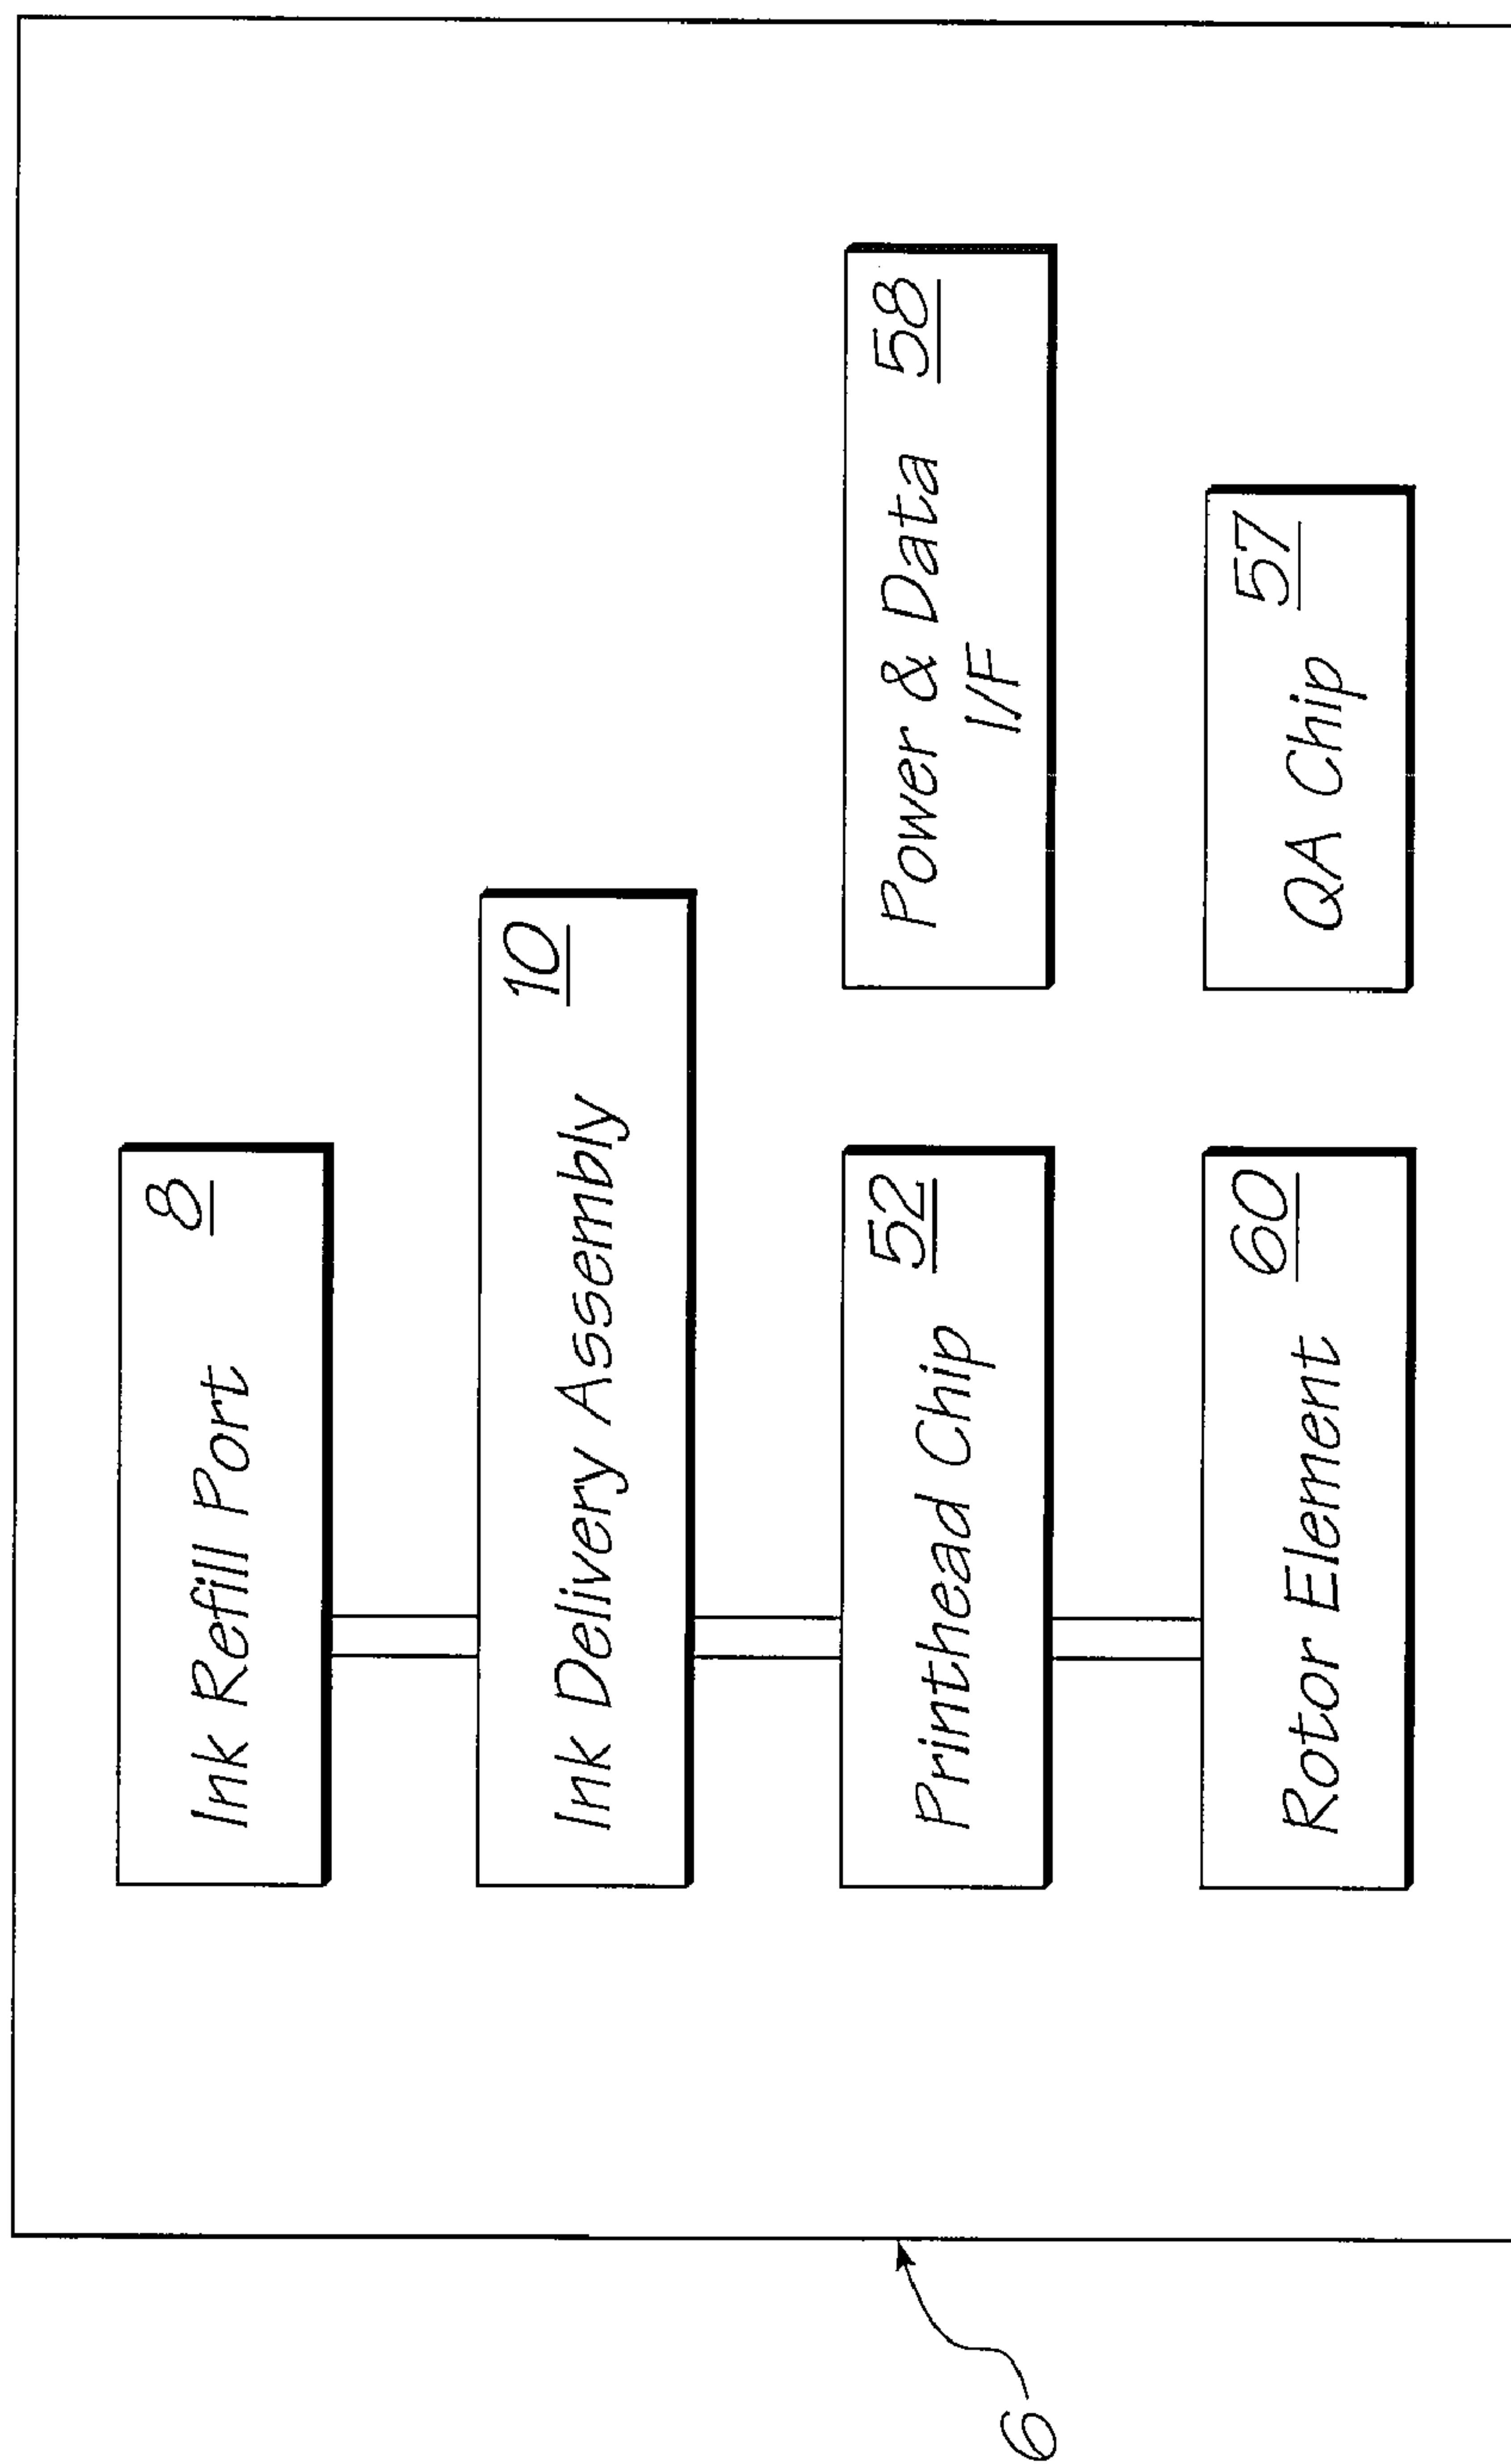 Ink Refill Port 8
Ink Delivery Assembly 10
Printhead Chip 52
Power & Data 58
I/F
Rotor Element 60
QA Chip 57
6